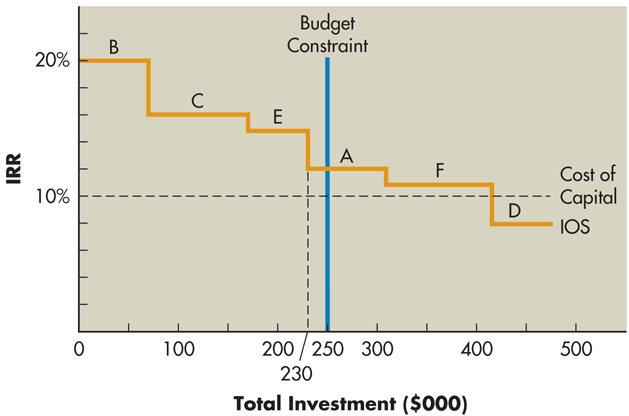 Budget
Constraint
B
20%
C
E
A
F
Cost of
Capital
10%
D
IOS
IRR
0 100 200 250 300 400 500
230
Total Investment ($000)